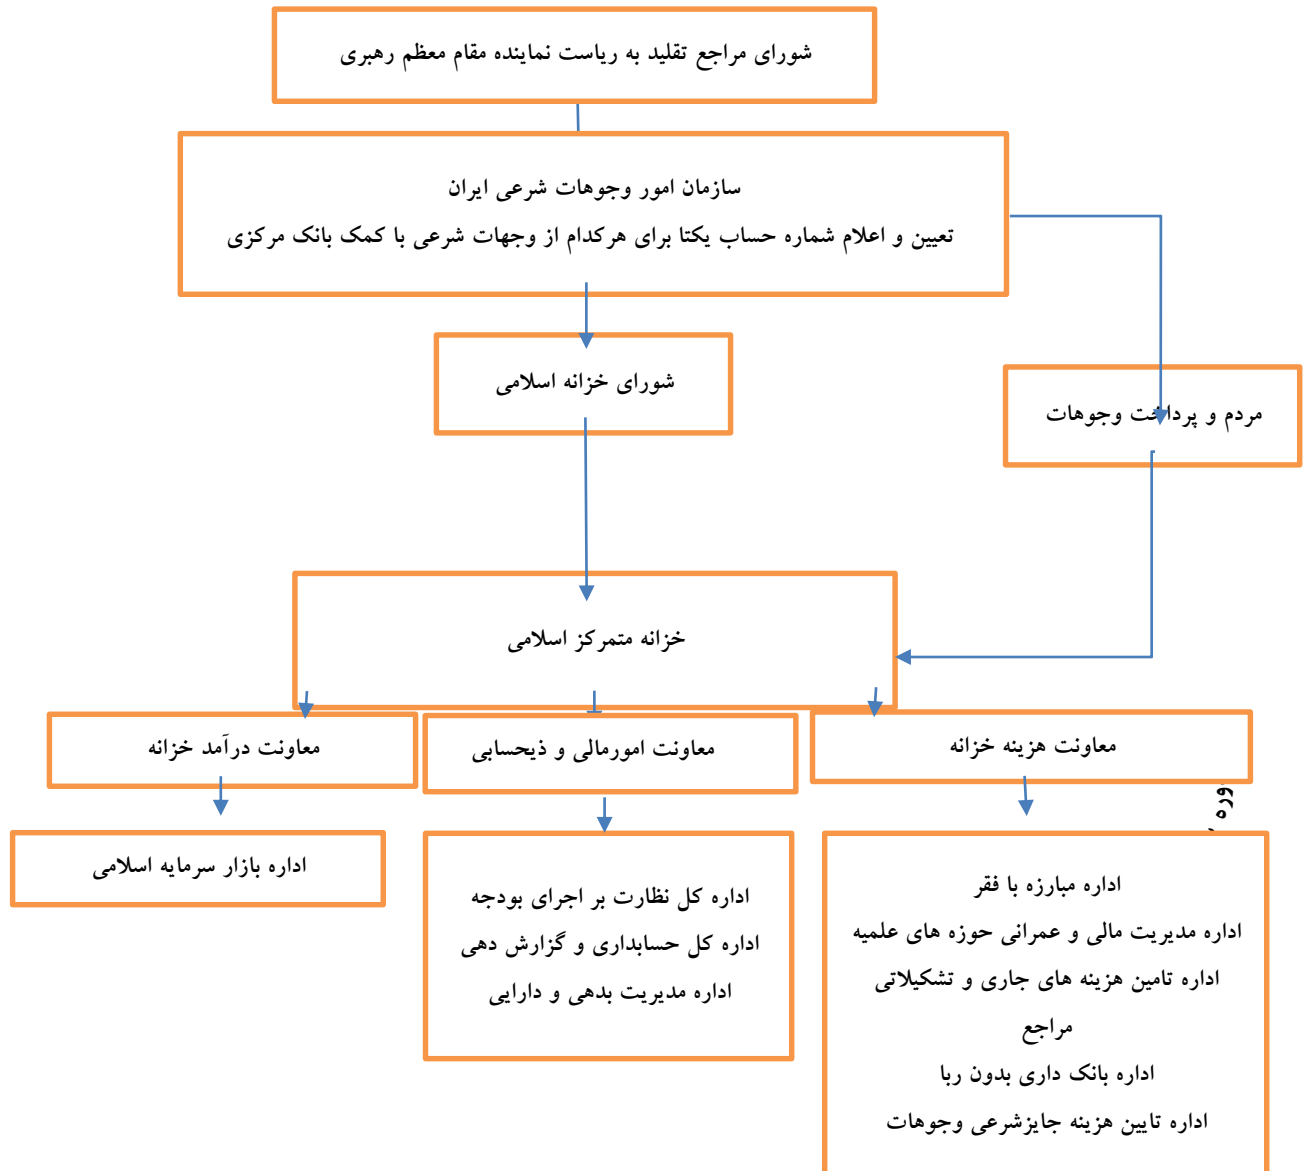 شورای مراجع تقلید به ریاست نماینده مقام معظم رهبری
سازمان امور وجوهات شرعی ایران
تعیین و اعلام شماره حساب یکتا برای هرکدام از وجهات شرعی با کمک بانک مرکزی
شورای خزانه اسلامی
مردم و پرداخت وجوهات
خزانه متمرکز اسلامی
معاونت هزینه خزانه
معاونت امورمالی و ذیحسابی
معاونت درآمد خزانه
اداره مبارزه با فقر
اداره مدیریت مالی و عمرانی حوزه های علمیه
اداره تامین هزینه های جاری و تشکیلاتی
مراجع
اداره بانک داری بدون ربا
اداره تایین هزینه جایزشرعی وجوهات
اداره کل نظارت بر اجرای بودجه
اداره کل حسابداری و گزارش دهی
اداره مدیریت بدهی و دارایی
اداره بازار سرمایه اسلامی